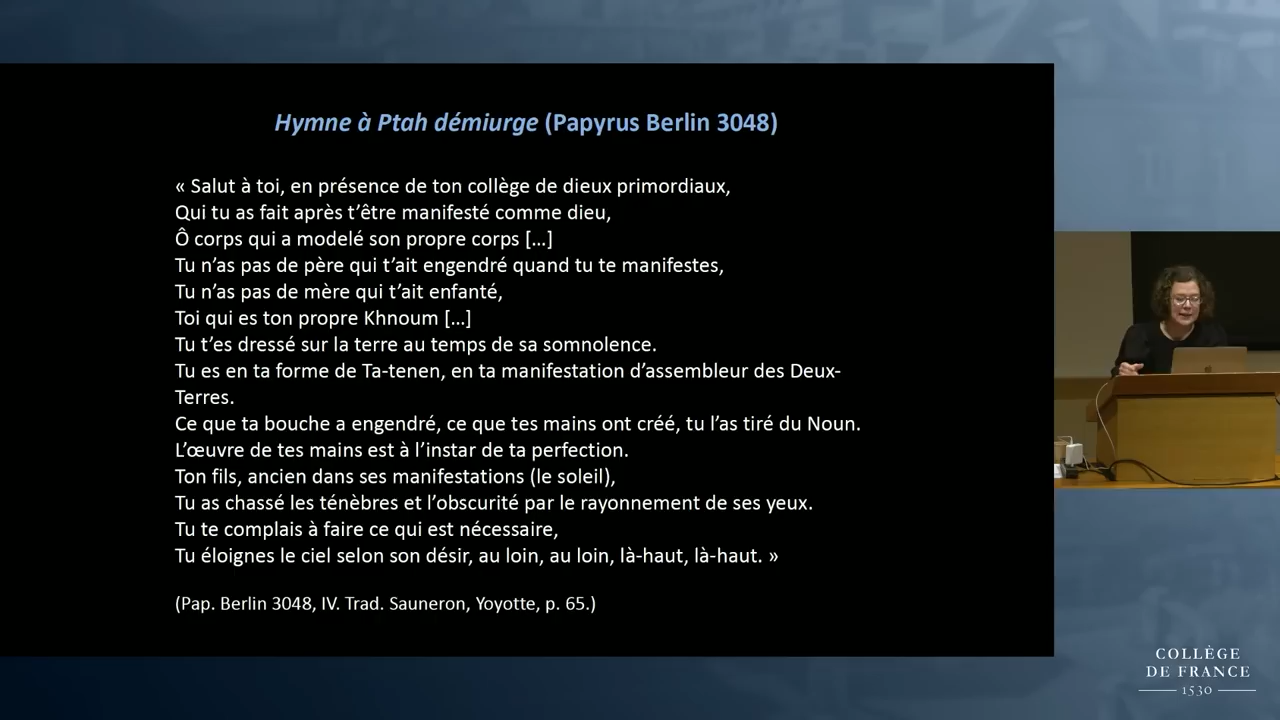 Hymne à Ptah démiurge (Papyrus Berlin 3048)
« Salut à toi, en présence de ton collège de dieux primordiaux,
Qui tu as fait après t’être manifesté comme dieu,
Ô corps qui a modelé son propre corps […]
Tu n’as pas de père qui t’ait engendré quand tu te manifestes,
Tu n’as pas de mère qui t’ait enfanté,
Toi qui es ton propre Khnoum […]
Tu t’es dressé sur la terre au temps de sa somnolence.
Tu es en ta forme de Ta-tenen, en ta manifestation d’assembleur des Deux-
Terres.
Ce que ta bouche a engendré, ce que tes mains ont créé, tu l’as tiré du Noun.
L’œuvre de tes mains est à l’instar de ta perfection.
Ton fils, ancien dans ses manifestations (le soleil),
Tu as chassé les ténèbres et l’obscurité par le rayonnement de ses yeux.
Tu te complais à faire ce qui est nécessaire,
Tu éloignes le ciel selon son désir, au loin, au loin, là-haut, là-haut. »
(Pap. Berlin 3048, IV. Trad. Sauneron, Yoyotte, p. 65.)
COLLÈGE
DE FRANCE
1530